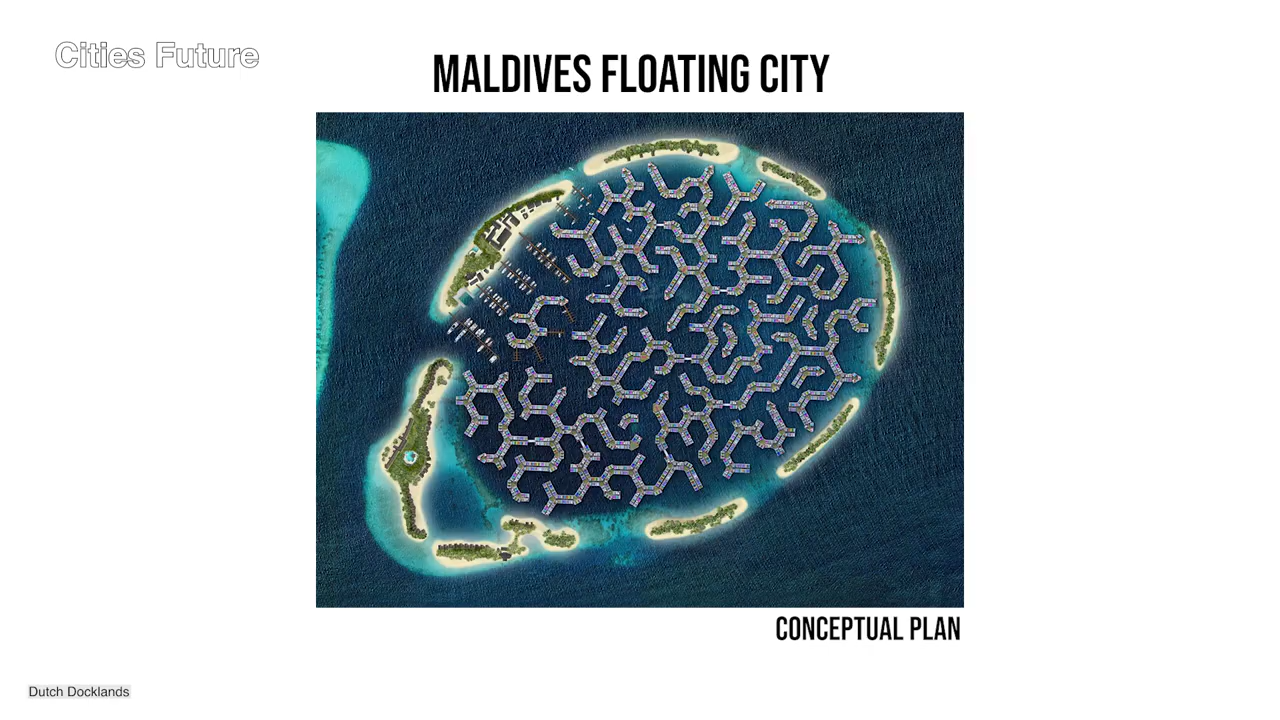 Cities Future
MALDIVES FLOATING CITY
CONCEPTUAL PLAN
Dutch Docklands